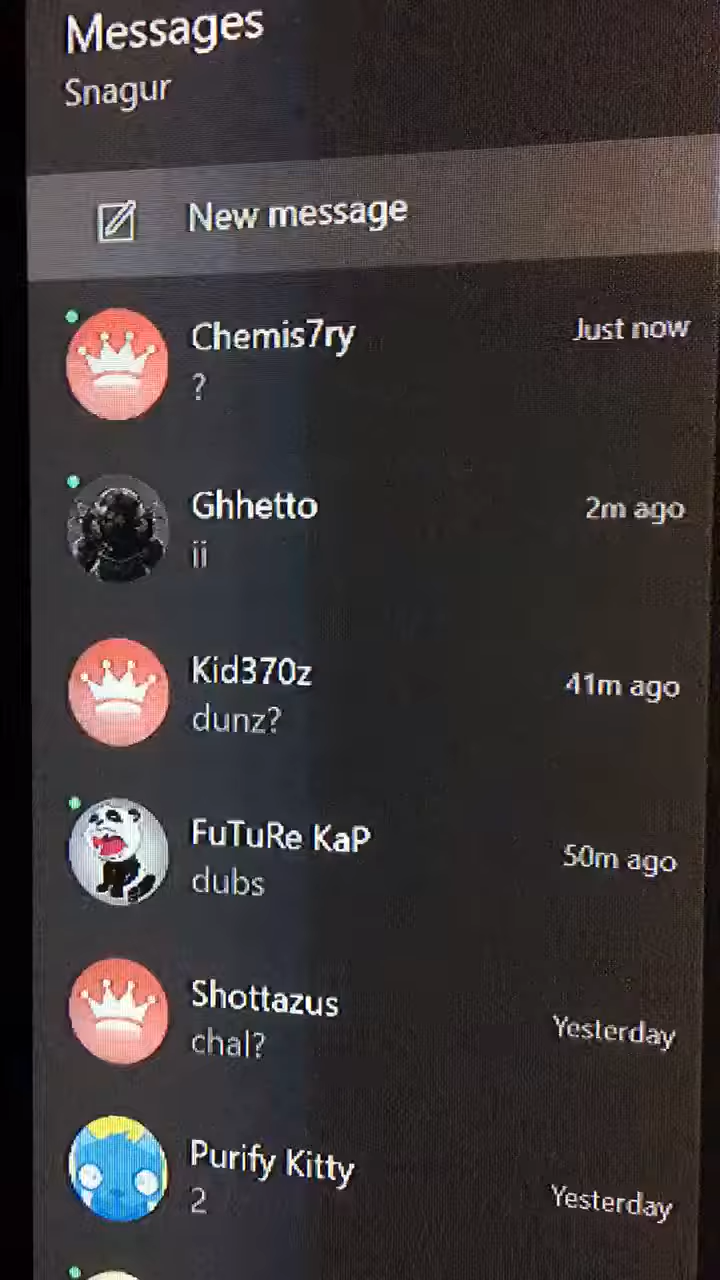 Messages
Snagur
New message
Chemis7ry
Just now
?
Ghhetto
2m ago
ii
Kid370z
41m ago
dunz?
FuTuRe KaP
50m ago
dubs
Shottazus
Yesterday
chal?
Purify Kitty
Yesterday
2